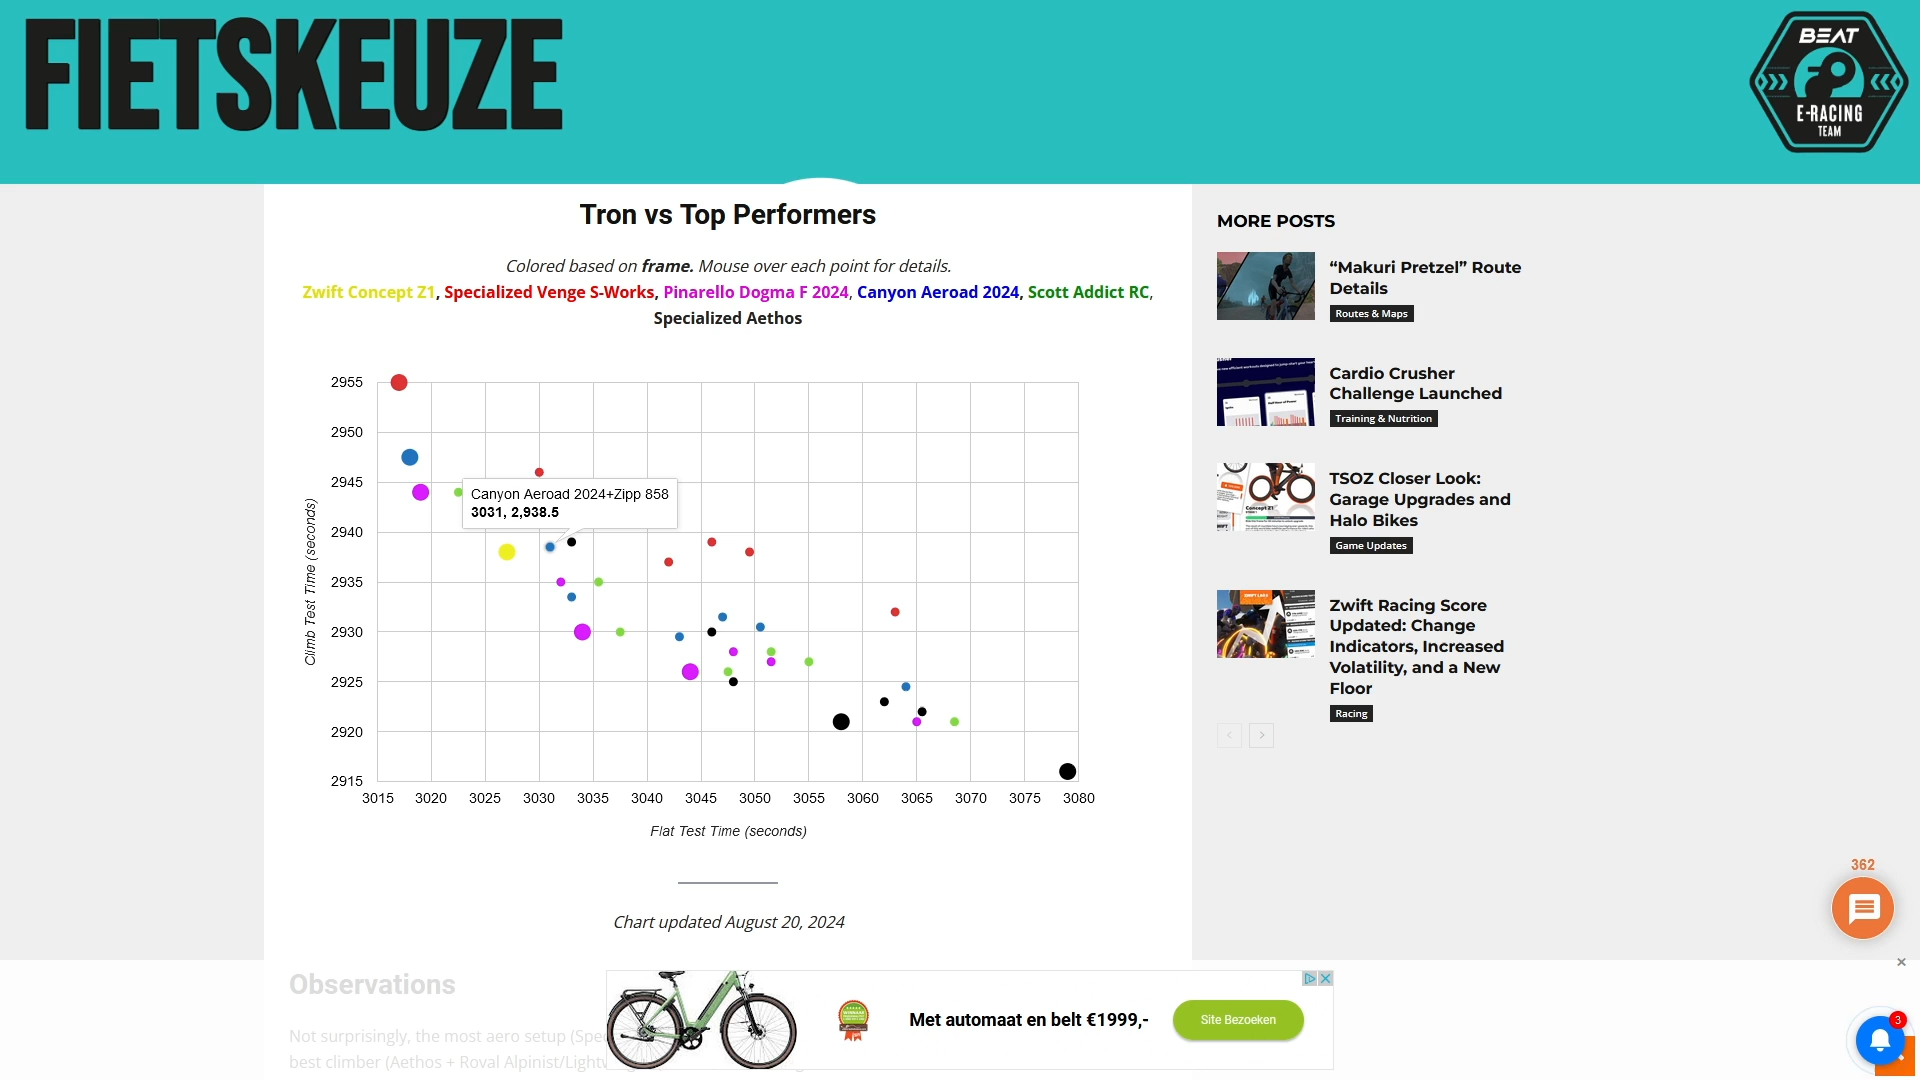 FIETSKEUZE
BEAT
E-RACING
TEAM
Tron vs Top Performers
Colored based on frame. Mouse over each point for details.
Zwift Concept Z1, Specialized Venge S-Works, Pinarello Dogma F 2024, Canyon Aeroad 2024, Scott Addict RC,
Specialized Aethos
2955
2950
2945
2940
2935
2930
2925
2920
2915
Climb Test Time (seconds)
Canyon Aeroad 2024+Zipp 858
3031, 2,938.5
3015 3020 3025 3030 3035 3040 3045 3050 3055 3060 3065 3070 3075 3080
Flat Test Time (seconds)
Chart updated August 20, 2024
Observations
Not surprisingly, the most aero setup (Spe
best climber (Aethos + Roval Alpinist/Light
MORE POSTS
“Makuri Pretzel” Route
Details
Routes & Maps
Cardio Crusher
Challenge Launched
Training & Nutrition
TSOZ Closer Look:
Garage Upgrades and
Halo Bikes
Game Updates
Zwift Racing Score
Updated: Change
Indicators, Increased
Volatility, and a New
Floor
Racing
362
Met automaat en belt €1999,-
Site Bezoeken
3